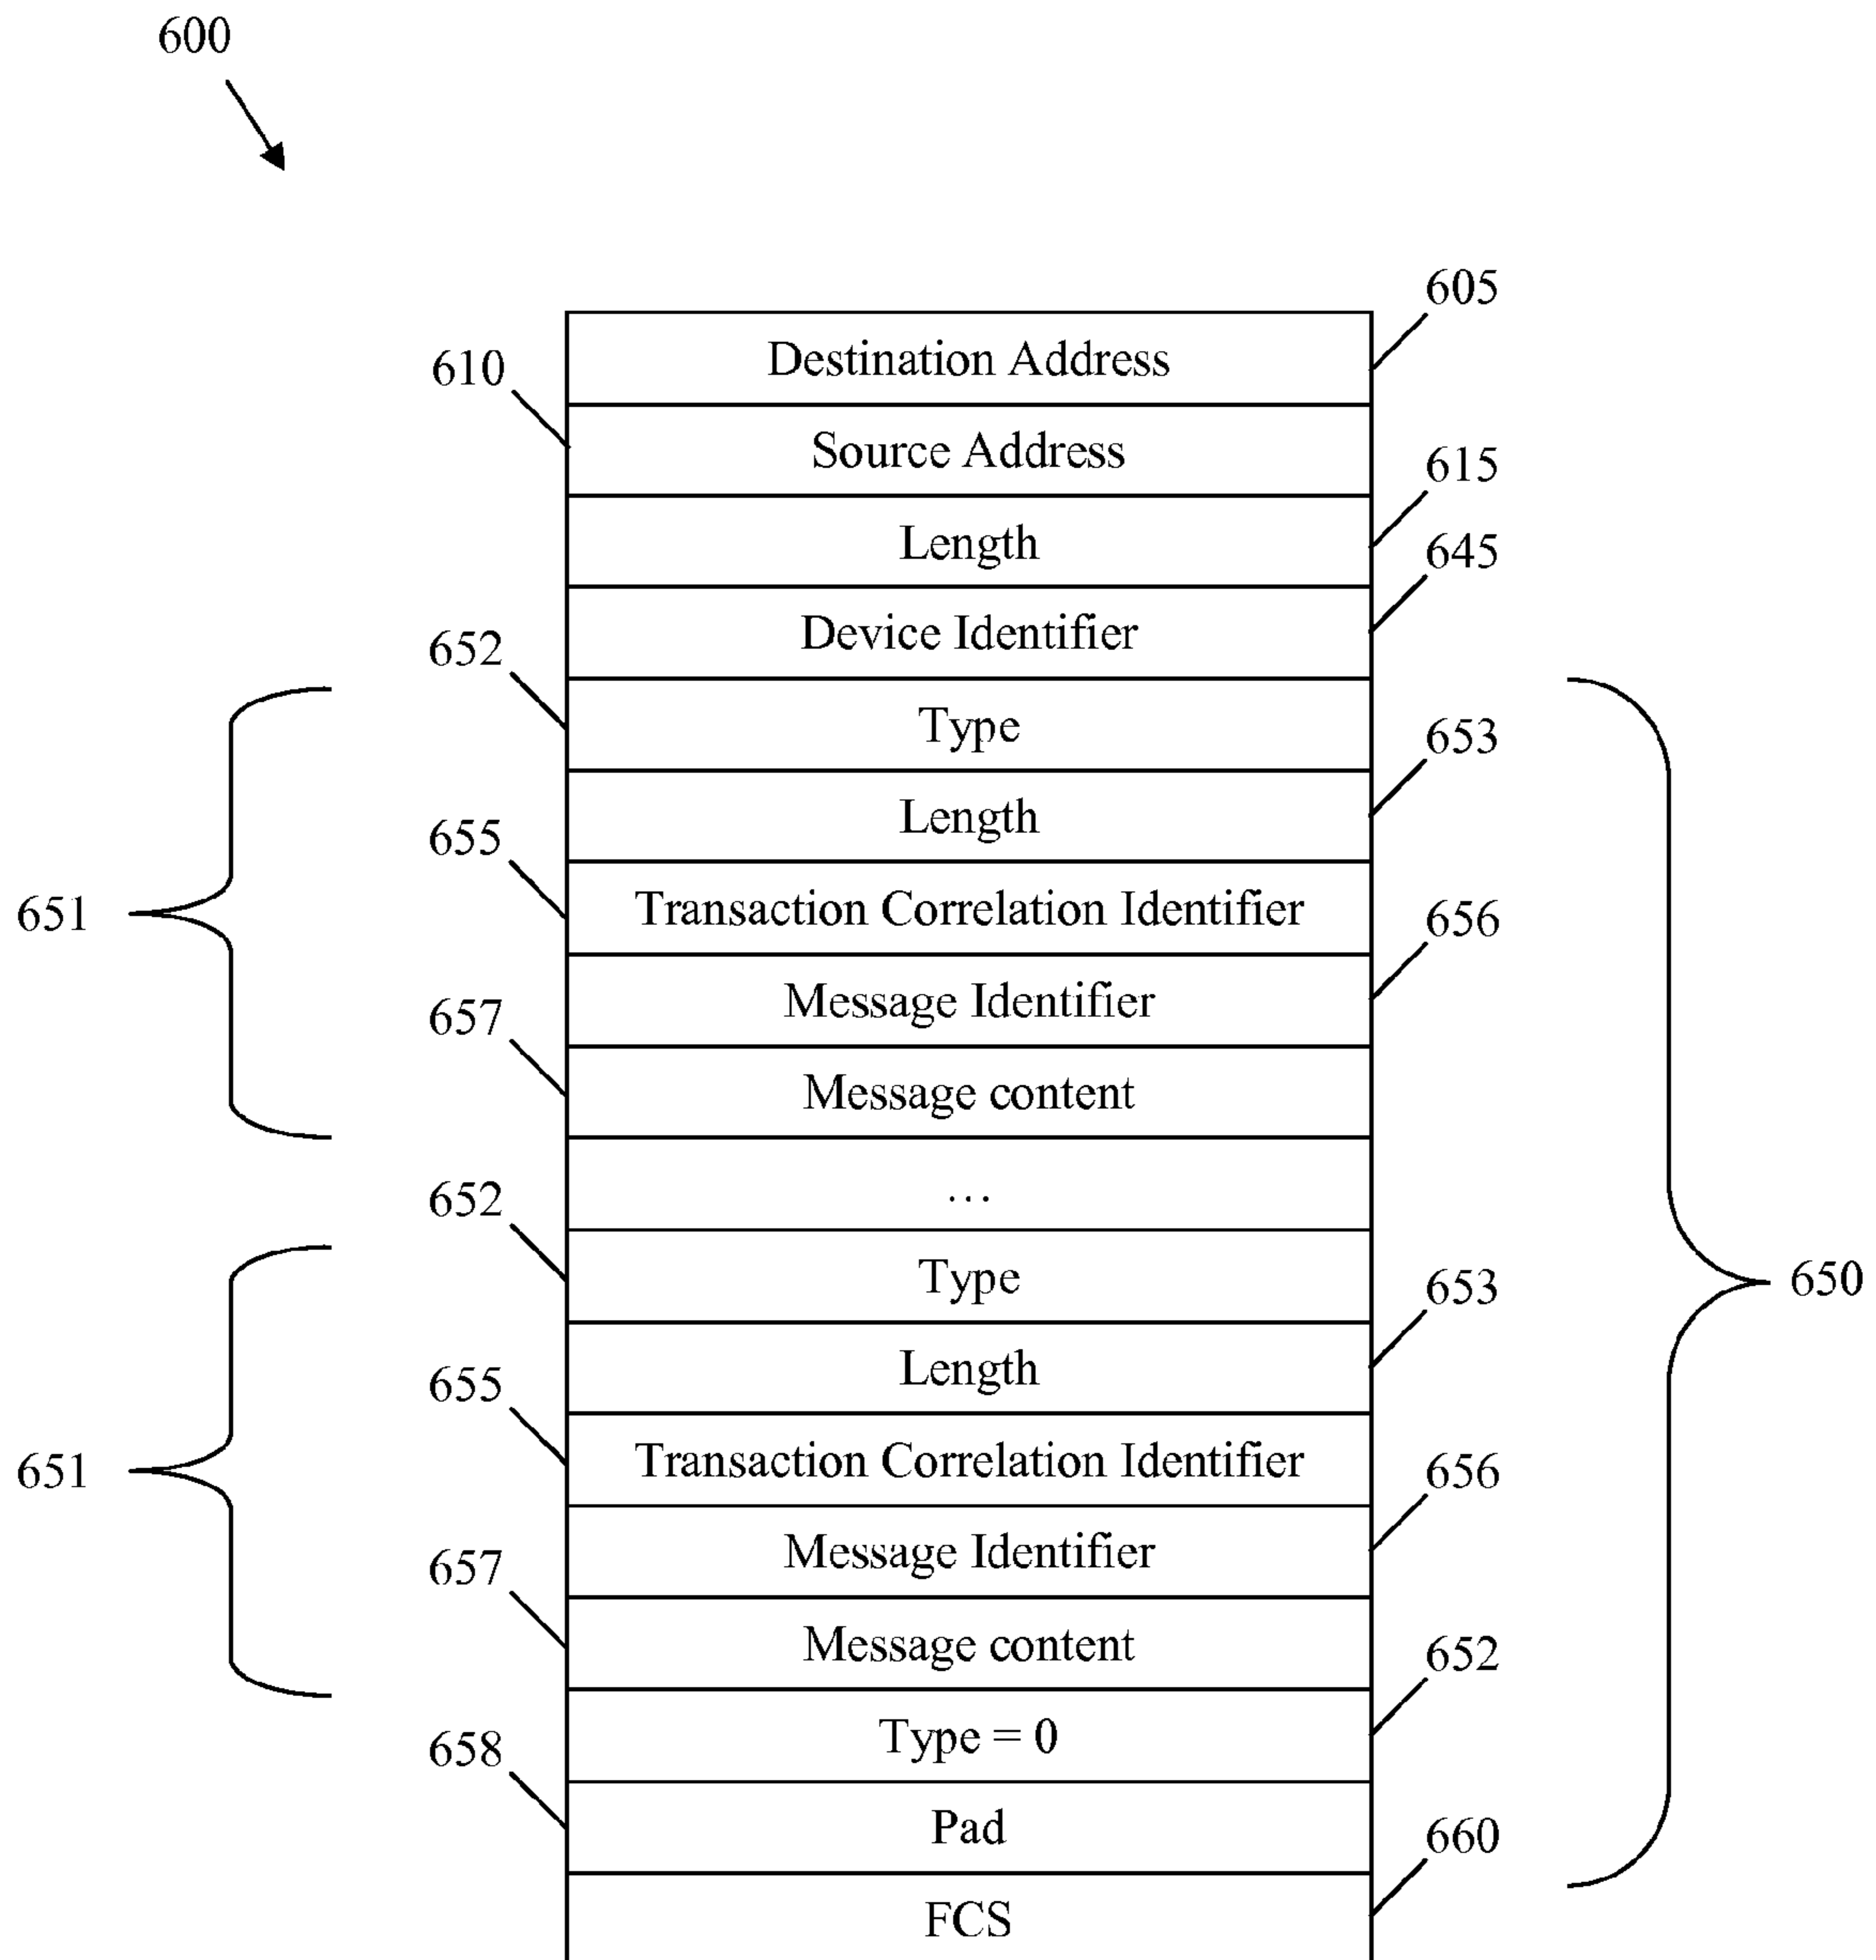 600
605
Destination Address
610
Source Address
615
Length
645
Device Identifier
652
Type
653
Length
655
651
Transaction Correlation Identifier
656
Message Identifier
657
Message content
652
...
Type
653
650
Length
655
Transaction Correlation Identifier
651
656
Message Identifier
657
Message content
652
Type = 0
658
Pad
660
FCS